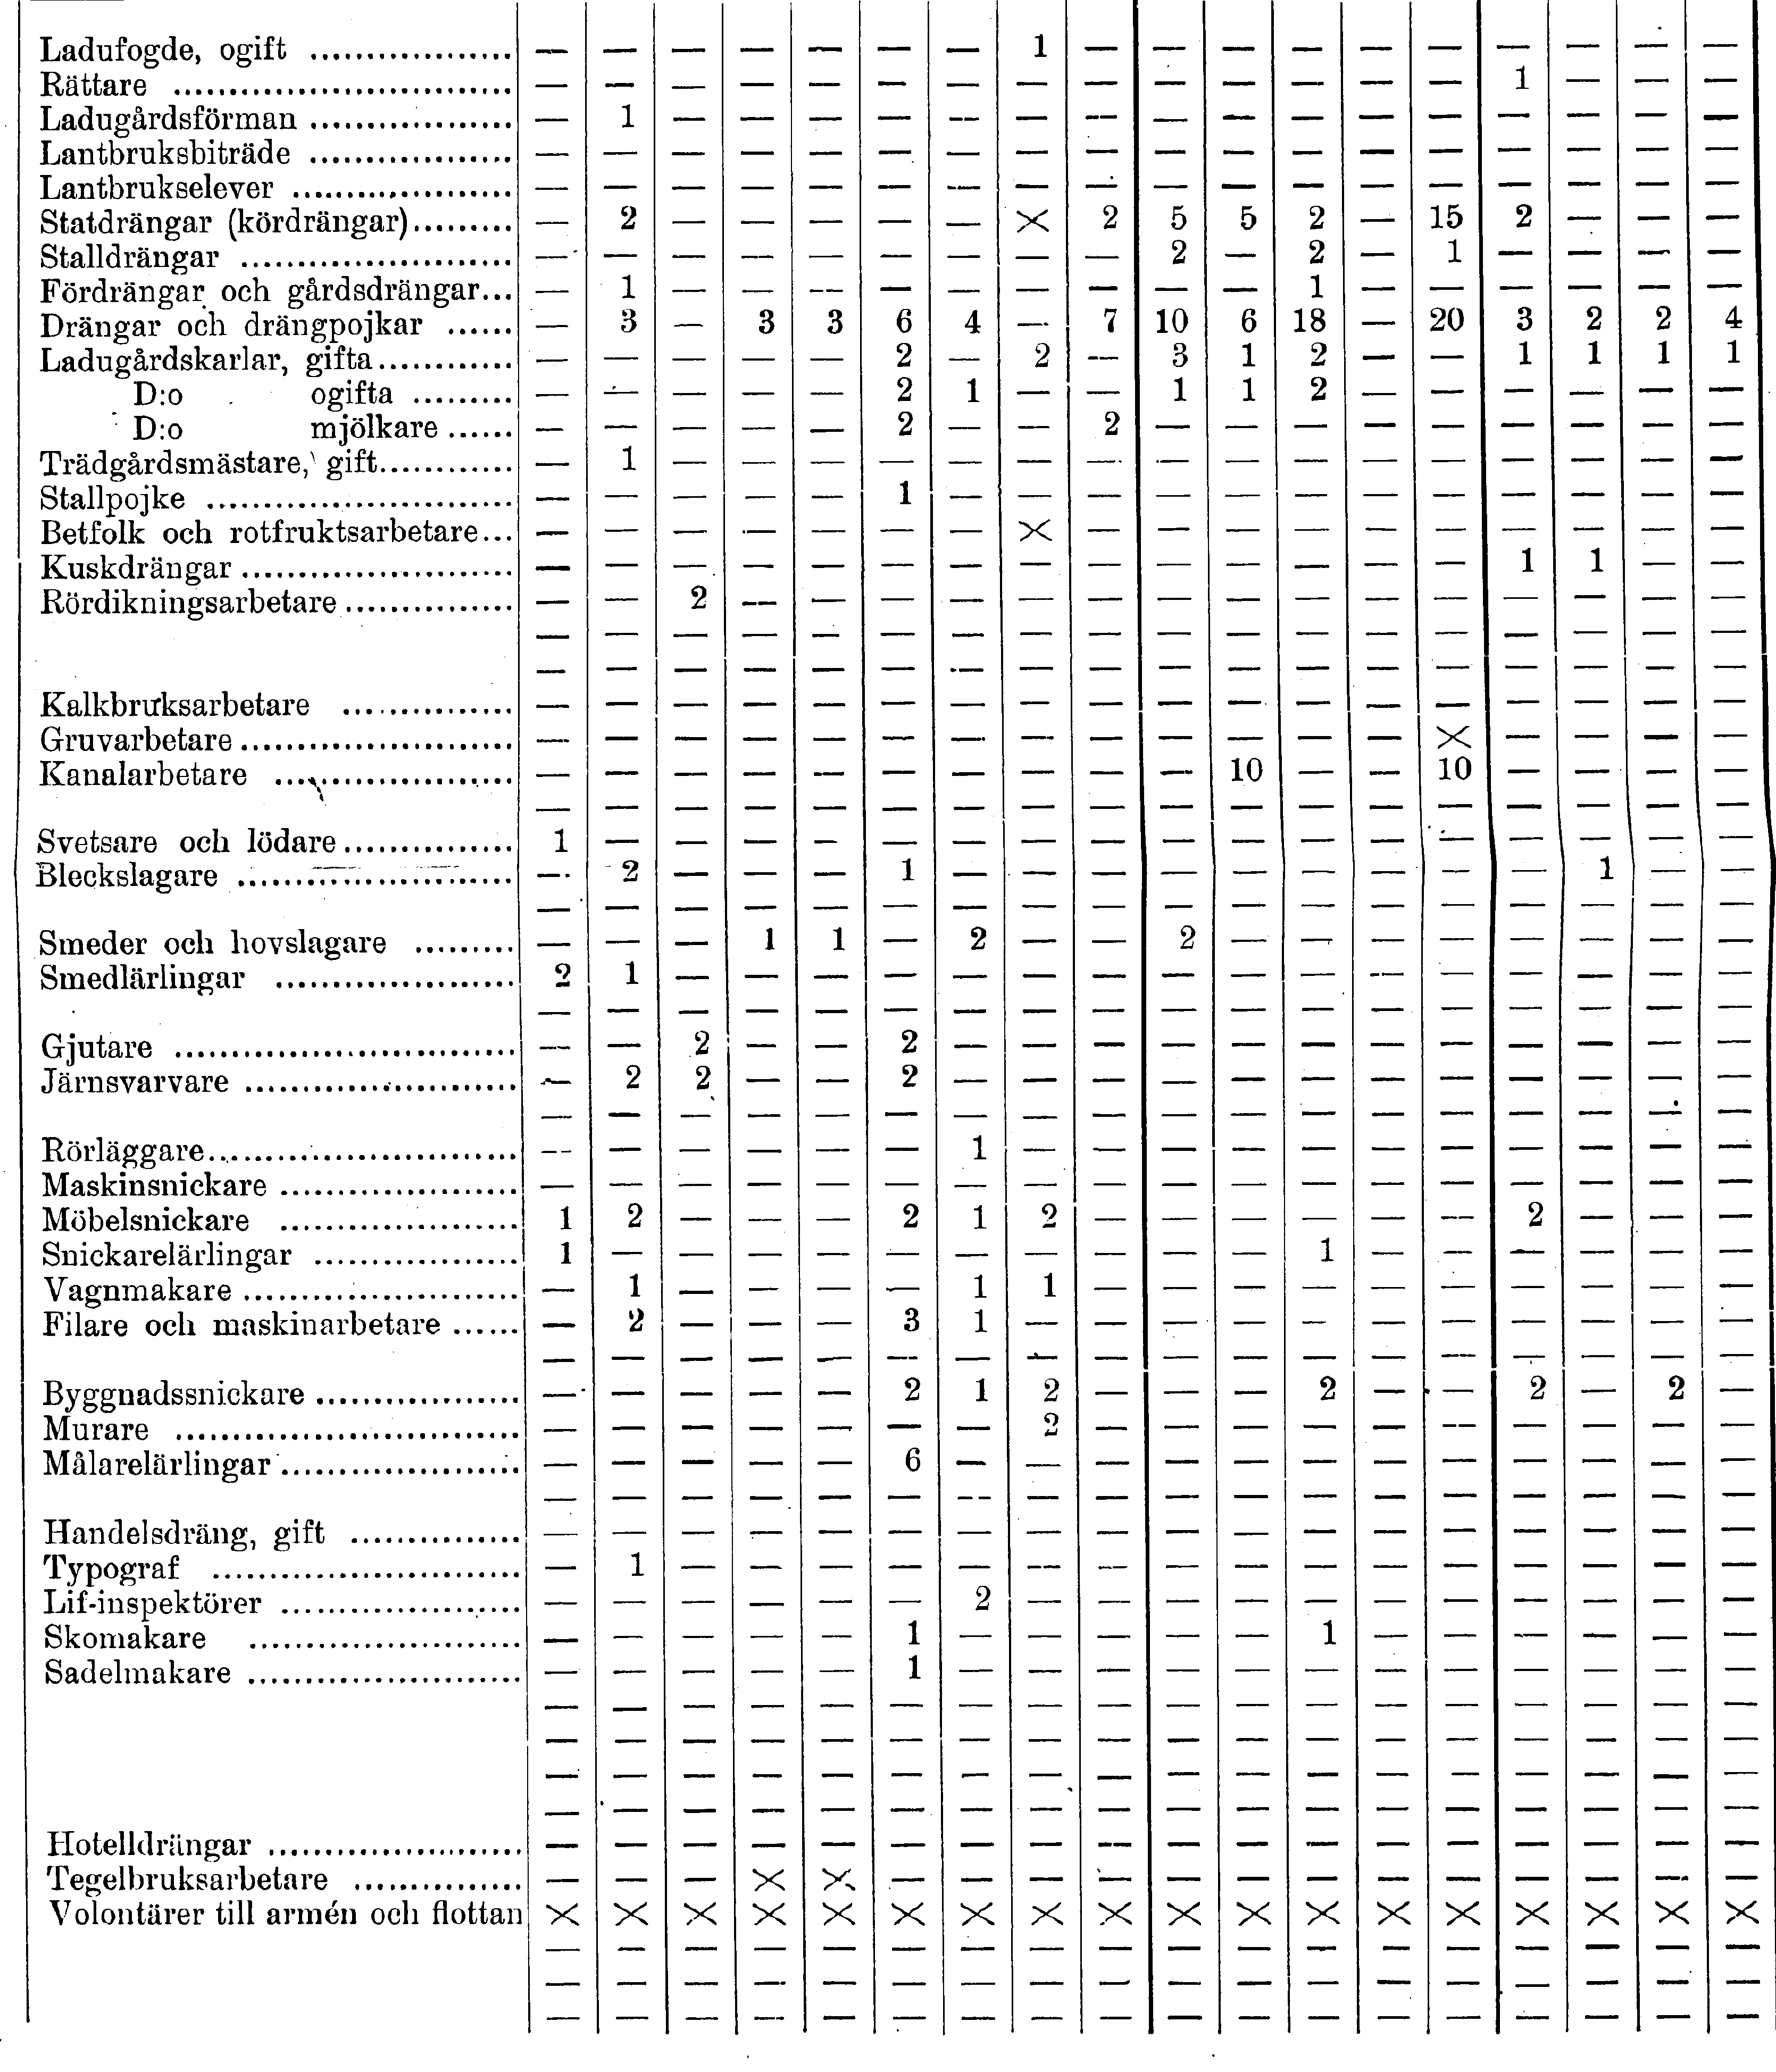 Ladufogde, ogift .................. — — — — — — — 1 — — — — — — — — — —
Rättare .............................. — — — — — — — — — — — — — — 1 — — —
Ladugårdsförman .................. — 1 — — — — — — — — — — — — — — — —
Lantbruksbiträde .................. — — — — — — — — — — — — — — — — — —
Lantbrukselever .................... — — — — — — — — — — — — — — — — — —
Statdrängar (kördrängar)......... — 2 — — — — — × 2 5 5 2 — 15 2 — — —
Stalldrängar ........................ — — — — — — — — — 2 — 2 — 1 — — — —
Fördrängar och gårdsdrängar... — 1 — — — — — — — — — 1 — — — — — —
Drängar och drängpojkar ...... — 3 — 3 3 6 4 — 7 10 6 18 — 20 3 2 2 4
Ladugårdskarlar, gifta............ — — — — — 2 — 2 — 3 1 2 — — 1 1 1 1
D:o ogifta ......... — — — — — 2 1 — — 1 1 2 — — — — — —
D:o mjölkare ...... — — — — — 2 — — 2 — — — — — — — — —
Trädgårdsmästare, gift............ — 1 — — — — — — — — — — — — — — — —
Stallpojke ........................... — — — — — 1 — — — — — — — — — — — —
Betfolk och rotfruktsarbetare... — — — — — — — × — — — — — — — — — —
Kuskdrängar ........................ — — — — — — — — — — — — — — 1 1 — —
Rördikningsarbetare ............... — — 2 — — — — — — — — — — — — — — —
— — — — — — — — — — — — — — — — — —
— — — — — — — — — — — — — — — — — —
Kalkbruksarbetare ............... — — — — — — — — — — — — — — — — — —
Gruvarbetare ........................ — — — — — — — — — — — — — × — — — —
Kanalarbetare ..................... — — — — — — — — — — 10 — — 10 — — — —
— — — — — — — — — — — — — — — — — —
Svetsare och lödare ............... 1 — — — — — — — — — — — — — — — — —
Bleckslagare ........................ — 2 — — — 1 — — — — — — — — — 1 — —
— — — — — — — — — — — — — — — — — —
Smeder och hovslagare ......... — — — 1 1 — 2 — — 2 — — — — — — — —
Smedlärlingar ..................... 2 1 — — — — — — — — — — — — — — — —
— — — — — — — — — — — — — — — — — —
Gjutare .............................. — — 2 — — 2 — — — — — — — — — — — —
Järnsvarvare ........................ — 2 2 — — 2 — — — — — — — — — — — —
— — — — — — — — — — — — — — — — — —
Rörläggare........................... — — — — — — 1 — — — — — — — — — — —
Maskinsnickare ..................... — — — — — — — — — — — — — — — — — —
Möbelsnickare ..................... 1 2 — — — 2 1 2 — — — — — — 2 — — —
Snickarelärlingar .................. 1 — — — — — — — — — — 1 — — — — — —
Vagnmakare ........................ — 1 — — — — 1 1 — — — — — — — — — —
Filare och maskinarbetare ...... — 2 — — — 3 1 — — — — — — — — — — —
— — — — — — — — — — — — — — — — — —
Byggnadssnickare .................. — — — — — 2 1 2 — — — 2 — — 2 — 2 —
Murare .............................. — — — — — — — 2 — — — — — — — — — —
Målarelärlingar ..................... — — — — — 6 — — — — — — — — — — — —
— — — — — — — — — — — — — — — — — —
Handelsdräng, gift ............... — — — — — — — — — — — — — — — — — —
Typograf ........................... — 1 — — — — — — — — — — — — — — — —
Lif-inspektörer ..................... — — — — — — 2 — — — — — — — — — — —
Skomakare ........................ — — — — — 1 — — — — — 1 — — — — — —
Sadelmakare ........................ — — — — — 1 — — — — — — — — — — — —
— — — — — — — — — — — — — — — — — —
— — — — — — — — — — — — — — — — — —
— — — — — — — — — — — — — — — — — —
— — — — — — — — — — — — — — — — — —
Hotelldrängar ...................... — — — — — — — — — — — — — — — — — —
Tegelbruksarbetare ............... — — — × × — — — — — — — — — — — — —
Volontärer till armén och flottan × × × × × × × × × × × × × × × × × ×
— — — — — — — — — — — — — — — — — —
— — — — — — — — — — — — — — — — — —
— — — — — — — — — — — — — — — — — —